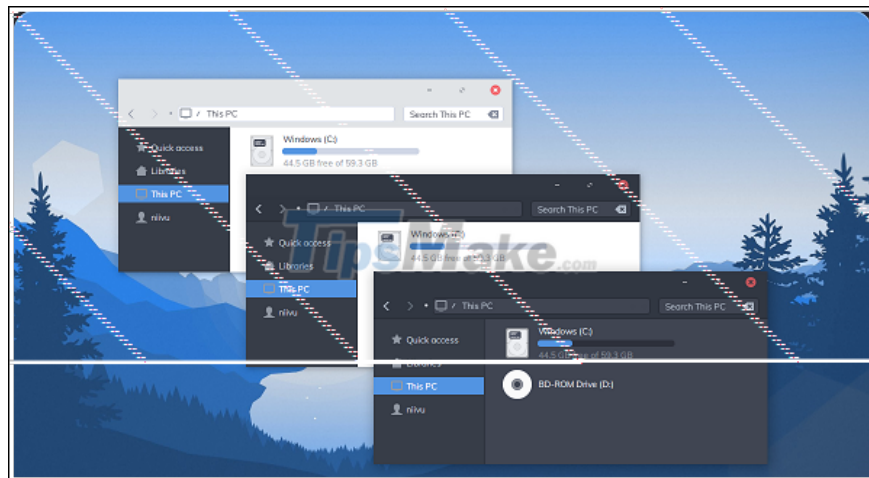 / This PC
Search This PC
Quick access
Libraries
This PC
niivu
Windows (C:)
44.5 GB free of 59.3 GB
/ This PC
Search This PC
Quick access
Libraries
This PC
niivu
Windows (C:)
44.5 GB free of 59.3 GB
TipsMake.com
/ This PC
Search This PC
Quick access
Libraries
This PC
niivu
Windows (C:)
44.5 GB free of 59.3 GB
BD-ROM Drive (D:)